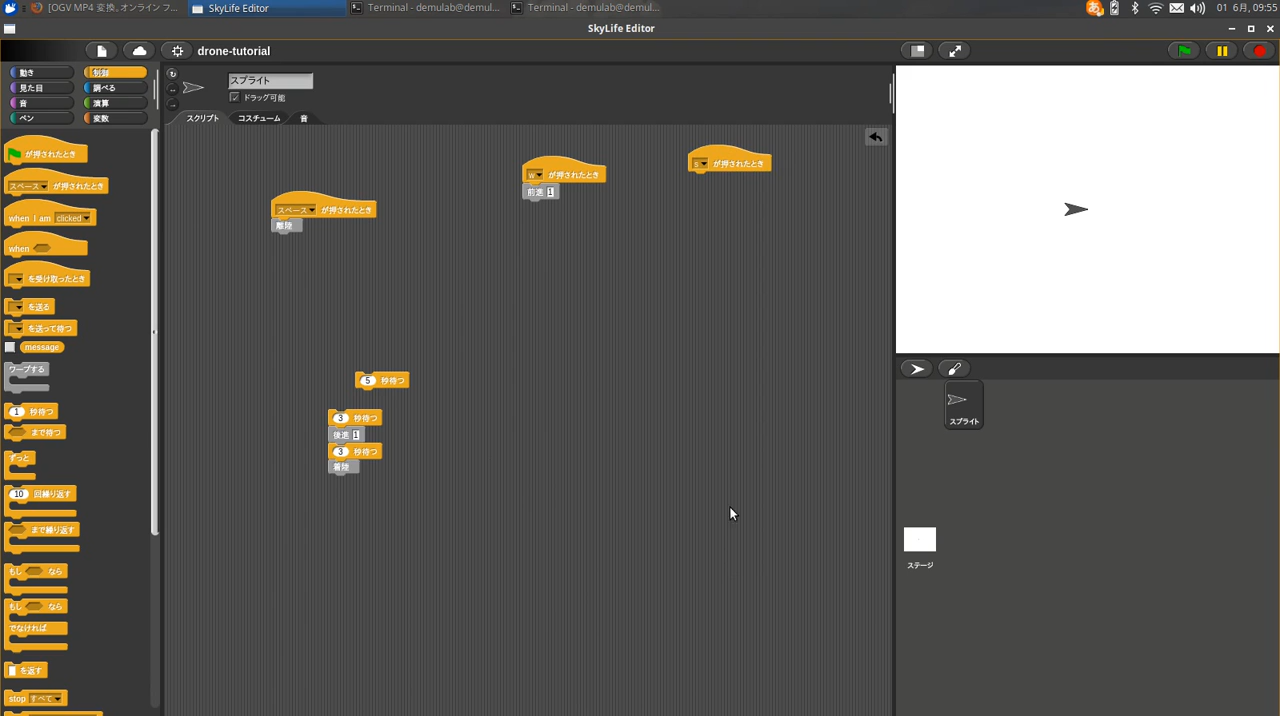 [OGV MP4 変換。オンライン フ...
SkyLife Editor
Terminal - demulab@demul...
Terminal - demulab@demul...
あ
01 6月, 09:55
SkyLife Editor
drone-tutorial
動き
制御
見た目
調べる
音
演算
ペン
変数
スプライト
ドラッグ可能
スクリプト
コスチューム
音
が押されたとき
スペース が押されたとき
when I am clicked
when
を受け取ったとき
を送る
を送って待つ
message
ワープする
1 秒待つ
まで待つ
ずっと
10 回繰り返す
まで繰り返す
もし なら
もし なら
でなければ
を返す
stop すべて
スペース が押されたとき
離陸
w が押されたとき
前進 1
s が押されたとき
5 秒待つ
3 秒待つ
後進 1
3 秒待つ
着陸
スプライト
ステージ